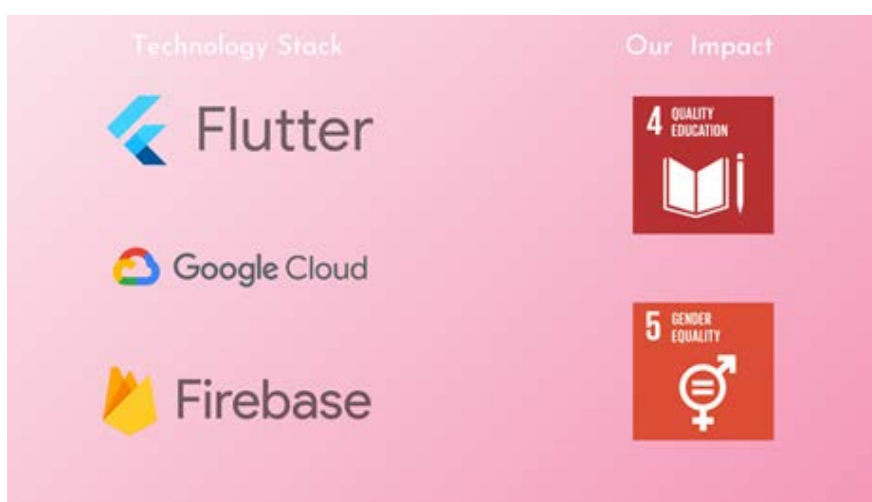 Technology Stack
Our Impact
Flutter
4 QUALITY
EDUCATION
Google Cloud
5 GENDER
EQUALITY
Firebase